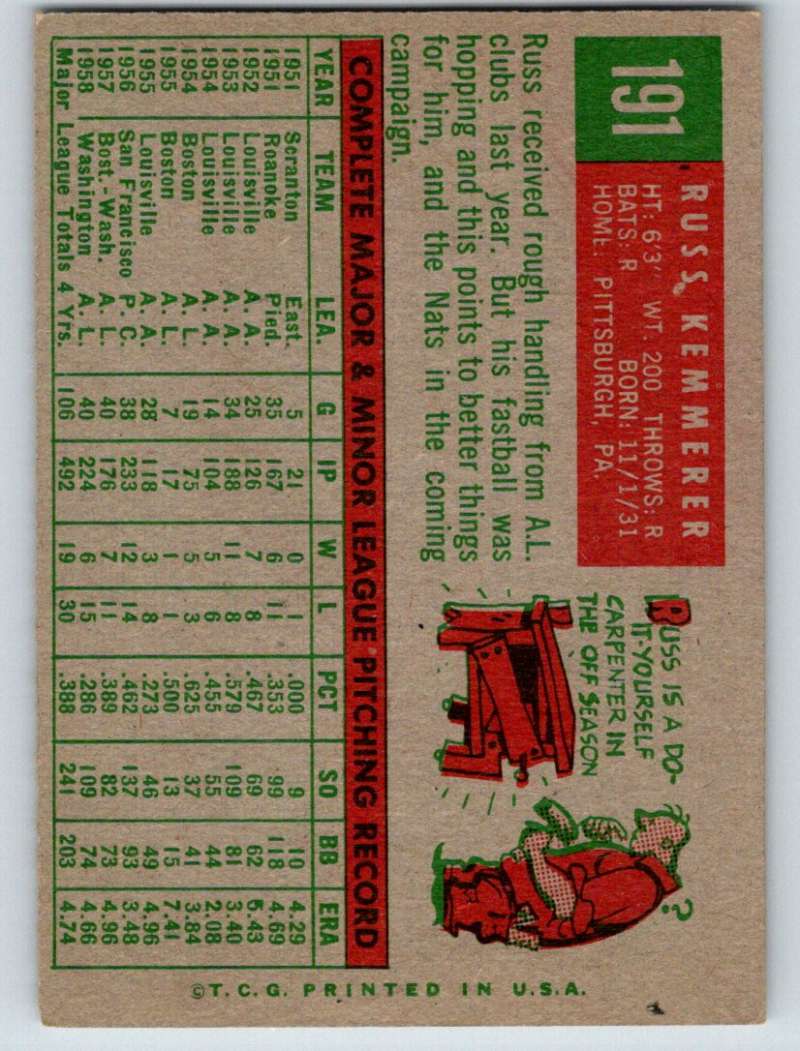 191
RUSS KEMMERER
HT: 6'3" WT. 200 THROWS: R
BATS: R BORN: 11/1/31
HOME: PITTSBURGH, PA.
Russ received rough handling from A.L.
clubs last year. But his fastball was
hopping and this points to better things
for him, and the Nats in the coming
campaign.
RUSS IS A DO-
IT-YOURSELF
CARPENTER IN
THE OFF SEASON
?
COMPLETE MAJOR & MINOR LEAGUE PITCHING RECORD
YEAR TEAM LEA. G IP W L PCT SO BB ERA
1951 Scranton East. 5 21 0 1 .000 9 10 4.29
1951 Roanoke Pied. 35 167 6 11 .353 99 118 4.69
1952 Louisville A. A. 25 126 7 8 .467 69 62 5.43
1953 Louisville A. A. 34 188 11 8 .579 109 81 3.40
1954 Louisville A. A. 14 104 5 6 .455 55 44 2.08
1954 Boston A. L. 19 75 5 3 .625 37 41 3.84
1955 Boston A. L. 7 17 1 1 .500 13 15 7.41
1955 Louisville A. A. 28 118 3 8 .273 46 49 4.96
1956 San Francisco P. C. 38 233 12 14 .462 137 93 3.48
1957 Bost.-Wash. A. L. 40 176 7 11 .389 82 73 4.96
1958 Washington A. L. 40 224 6 15 .286 109 74 4.66
Major League Totals 4 Yrs. 106 492 19 30 .388 241 203 4.74
©T.C.G. PRINTED IN U.S.A.